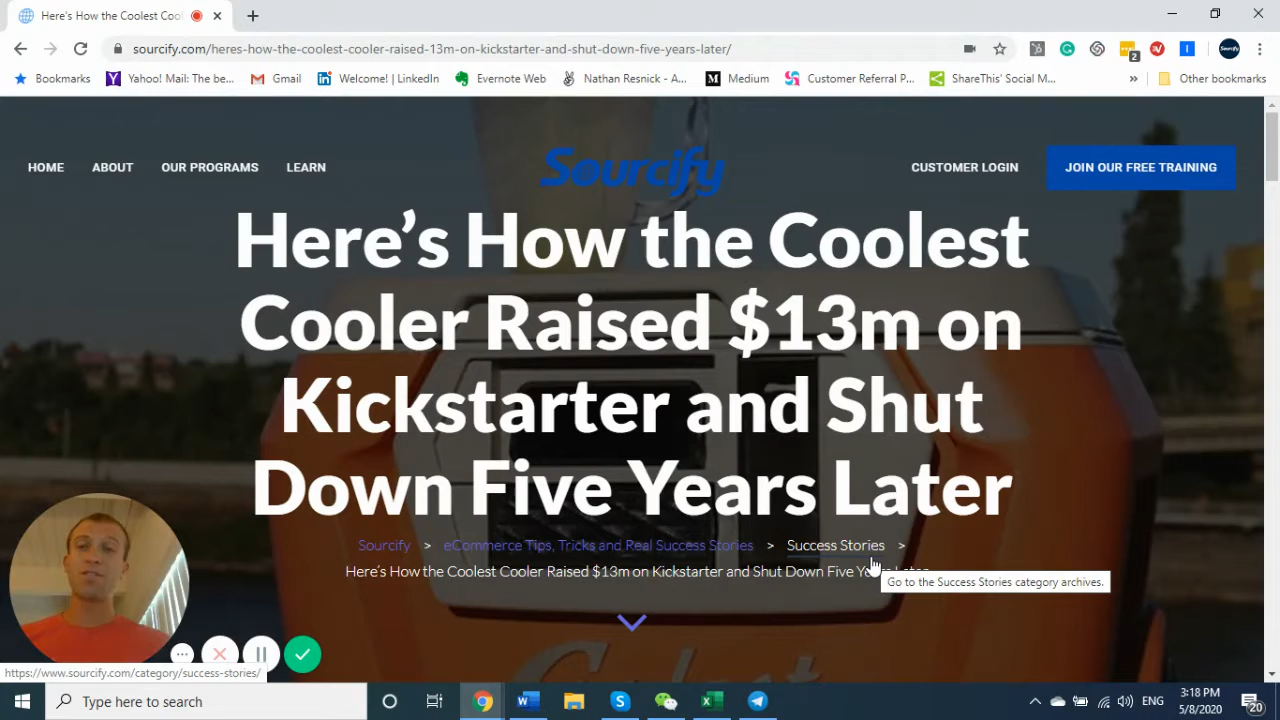 Here's How the Coolest Cool
sourcify.com/heres-how-the-coolest-cooler-raised-13m-on-kickstarter-and-shut-down-five-years-later/
2
Sourcify
Bookmarks
Yahoo! Mail: The be...
Gmail
Welcome! | LinkedIn
Evernote Web
Nathan Resnick - A...
Medium
Customer Referral P...
ShareThis' Social M...
»
Other bookmarks
HOME
ABOUT
OUR PROGRAMS
LEARN
Sourcify
CUSTOMER LOGIN
JOIN OUR FREE TRAINING
Here’s How the Coolest
Cooler Raised $13m on
Kickstarter and Shut
Down Five Years Later
Sourcify > eCommerce Tips, Tricks and Real Success Stories > Success Stories >
Here’s How the Coolest Cooler Raised $13m on Kickstarter and Shut Down Five Years Later
Go to the Success Stories category archives.
https://www.sourcify.com/category/success-stories/
Type here to search
ENG
3:18 PM
5/8/2020
20